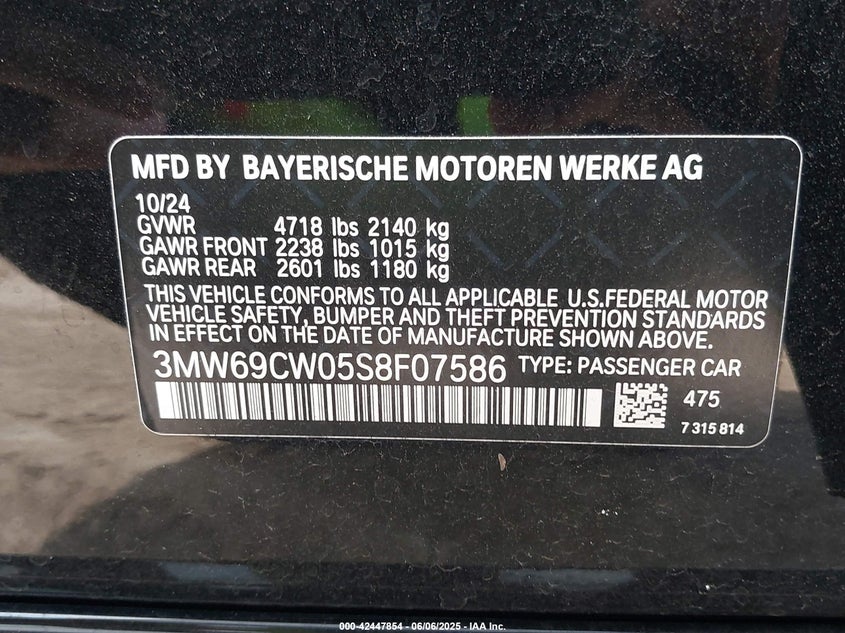 MFD BY BAYERISCHE MOTOREN WERKE AG
10/24
GVWR 4718 lbs 2140 kg
GAWR FRONT 2238 lbs 1015 kg
GAWR REAR 2601 lbs 1180 kg
THIS VEHICLE CONFORMS TO ALL APPLICABLE U.S.FEDERAL MOTOR
VEHICLE SAFETY, BUMPER AND THEFT PREVENTION STANDARDS
IN EFFECT ON THE DATE OF MANUFACTURE SHOWN ABOVE.
3MW69CW05S8F07586 TYPE: PASSENGER CAR
475
7 315 814
000-42447854 - 06/06/2025 - IAA Inc.